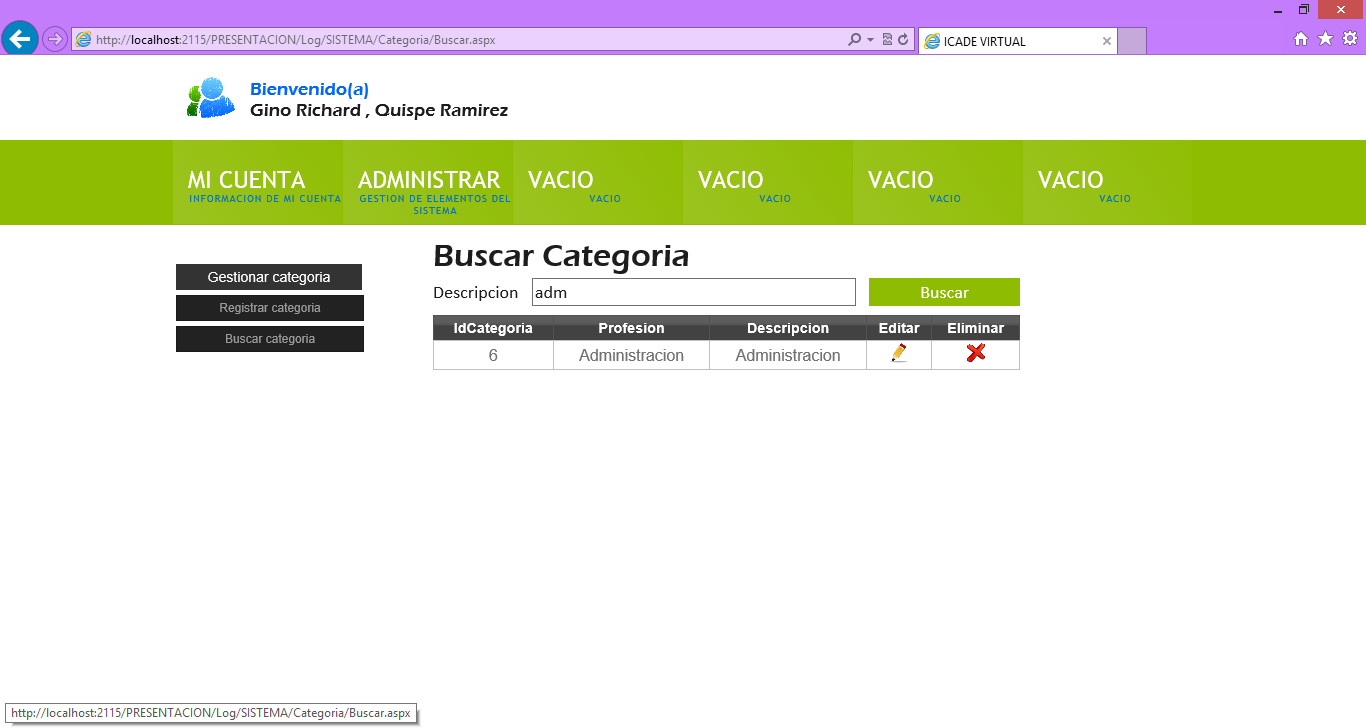 http://localhost:2115/PRESENTACION/Log/SISTEMA/Categoria/Buscar.aspx
ICADE VIRTUAL
Bienvenido(a)
Gino Richard , Quispe Ramirez
MI CUENTA
INFORMACION DE MI CUENTA
ADMINISTRAR
GESTION DE ELEMENTOS DEL
SISTEMA
VACIO
VACIO
VACIO
VACIO
VACIO
VACIO
VACIO
VACIO
Gestionar categoria
Registrar categoria
Buscar categoria
Buscar Categoria
Descripcion adm Buscar
IdCategoria Profesion Descripcion Editar Eliminar
6 Administracion Administracion
http://localhost:2115/PRESENTACION/Log/SISTEMA/Categoria/Buscar.aspx